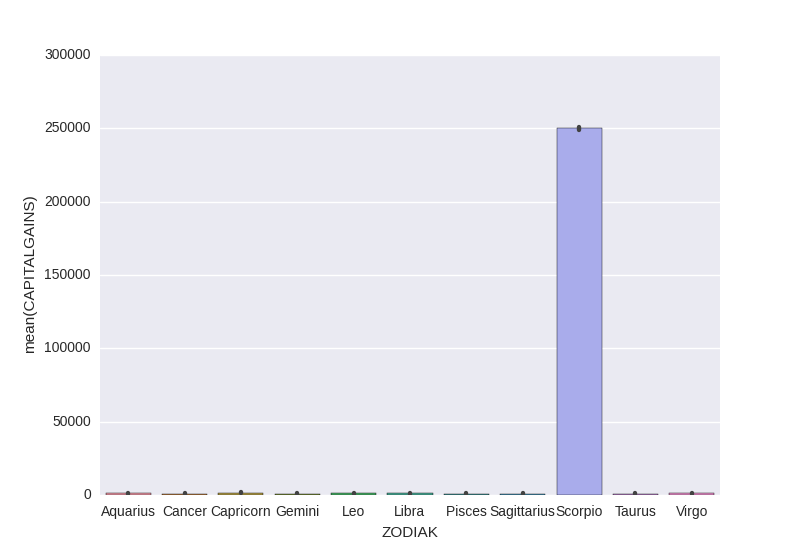 300000
250000
200000
150000
100000
50000
0
mean(CAPITALGAINS)
Aquarius Cancer Capricorn Gemini Leo Libra Pisces Sagittarius Scorpio Taurus Virgo
ZODIAK